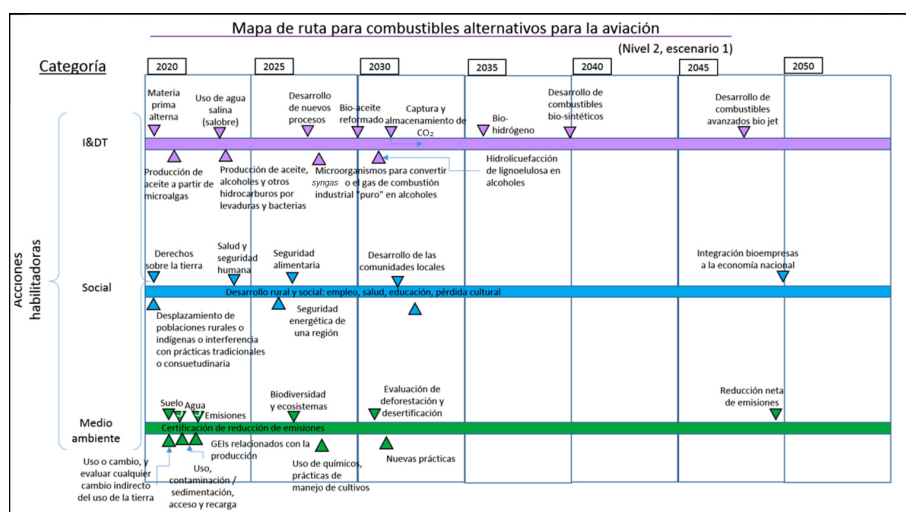 Mapa de ruta para combustibles alternativos para la aviación
(Nivel 2, escenario 1)
Categoría
2020
2025
2030
2035
2040
2045
2050
Acciones
habilitadoras
I&DT
Materia
prima
alterna
Uso de agua
salina
(salobre)
Desarrollo
de nuevos
procesos
Bio-aceite
reformado
Captura y
almacenamiento de
CO₂
Bio-
hidrógeno
Desarrollo de
combustibles
bio-sintéticos
Desarrollo de
combustibles
avanzados bio jet
Producción de
aceite a partir de
microalgas
Producción de aceite,
alcoholes y otros
hidrocarburos por
levaduras y bacterias
Microorganismos para convertir
syngas o el gas de combustión
industrial "puro" en alcoholes
Hidrolicuefacción
de lignoelulosa en
alcoholes
Social
Derechos
sobre la tierra
Salud y
seguridad
humana
Seguridad
alimentaria
Desarrollo de las
comunidades locales
Integración bioempresas
a la economía nacional
Desarrollo rural y social: empleo, salud, educación, pérdida cultural
Desplazamiento de
poblaciones rurales o
indígenas o interferencia
con prácticas tradicionales
o consuetudinaria
Seguridad
energética de
una región
Medio
ambiente
Suelo
Agua
Emisiones
Biodiversidad
y ecosistemas
Evaluación de
deforestación y
desertificación
Reducción neta
de emisiones
Certificación de reducción de emisiones
GEIs relacionados con la
producción
Uso o cambio, y
evaluar cualquier
cambio indirecto
del uso de la tierra
Uso,
contaminación /
sedimentación,
acceso y recarga
Uso de químicos,
prácticas de
manejo de cultivos
Nuevas prácticas